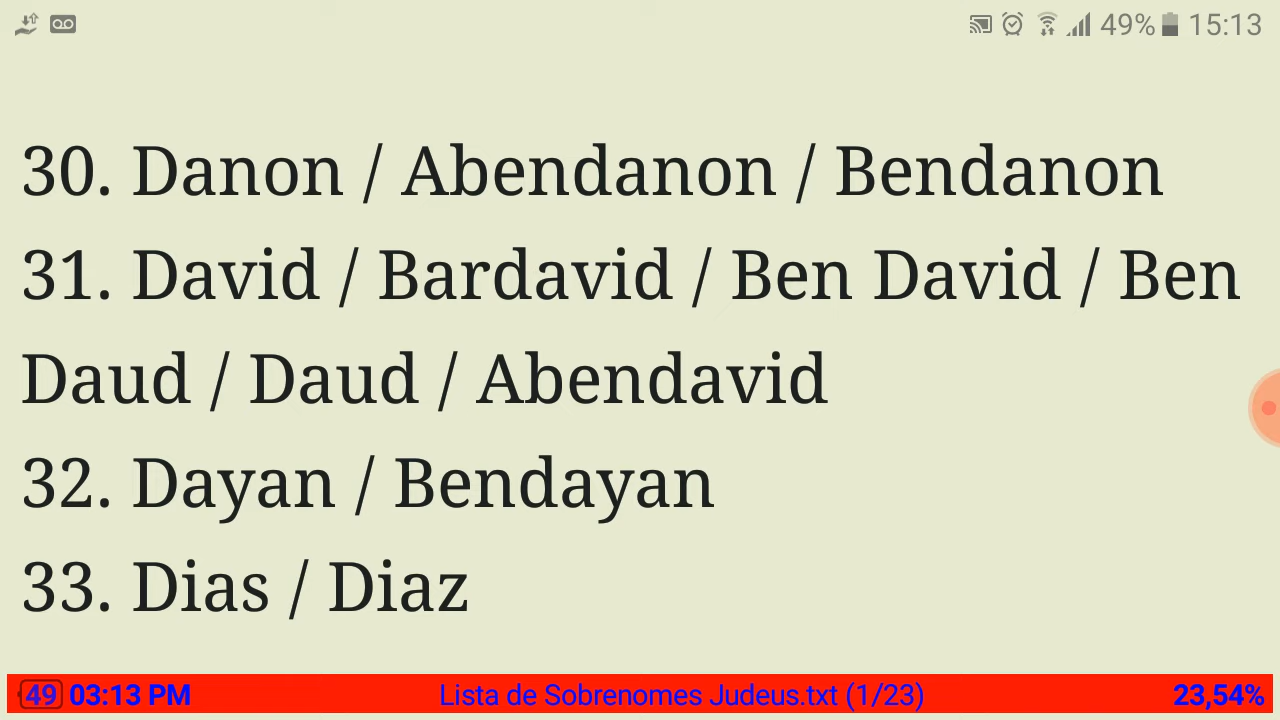 49% 15:13
30. Danon / Abendanon / Bendanon
31. David / Bardavid / Ben David / Ben
Daud / Daud / Abendavid
32. Dayan / Bendayan
33. Dias / Diaz
49 03:13 PM Lista de Sobrenomes Judeus.txt (1/23) 23,54%